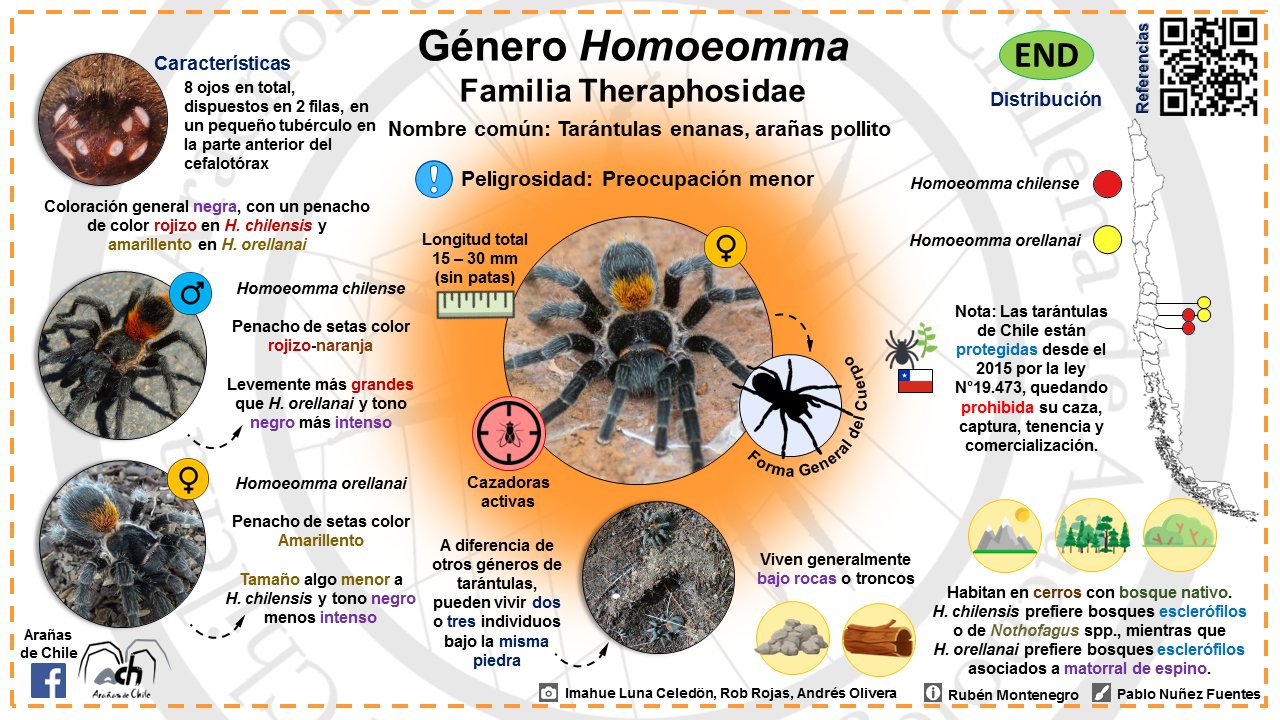 Género Homoeomma
Familia Theraphosidae
Nombre común: Tarántulas enanas, arañas pollito
Peligrosidad: Preocupación menor
Características
8 ojos en total,
dispuestos en 2 filas, en
un pequeño tubérculo en
la parte anterior del
cefalotórax
Coloración general negra, con un penacho
de color rojizo en H. chilensis y
amarillento en H. orellanai
♂
Homoeomma chilense
Penacho de setas color
rojizo-naranja
Levemente más grandes
que H. orellanai y tono
negro más intenso
♀
Homoeomma orellanai
Penacho de setas color
Amarillento
Tamaño algo menor a
H. chilensis y tono negro
menos intenso
Arañas
de Chile
f
ach
Arañas de Chile
Longitud total
15 – 30 mm
(sin patas)
♀
Forma General del Cuerpo
Cazadoras
activas
A diferencia de
otros géneros de
tarántulas,
pueden vivir dos
o tres individuos
bajo la misma
piedra
Viven generalmente
bajo rocas o troncos
END
Distribución
Referencias
Homoeomma chilense
Homoeomma orellanai
Nota: Las tarántulas
de Chile están
protegidas desde el
2015 por la ley
N°19.473, quedando
prohibida su caza,
captura, tenencia y
comercialización.
Habitan en cerros con bosque nativo.
H. chilensis prefiere bosques esclerófilos
o de Nothofagus spp., mientras que
H. orellanai prefiere bosques esclerófilos
asociados a matorral de espino.
Imahue Luna Celedön, Rob Rojas, Andrés Olivera
Rubén Montenegro
Pablo Nuñez Fuentes